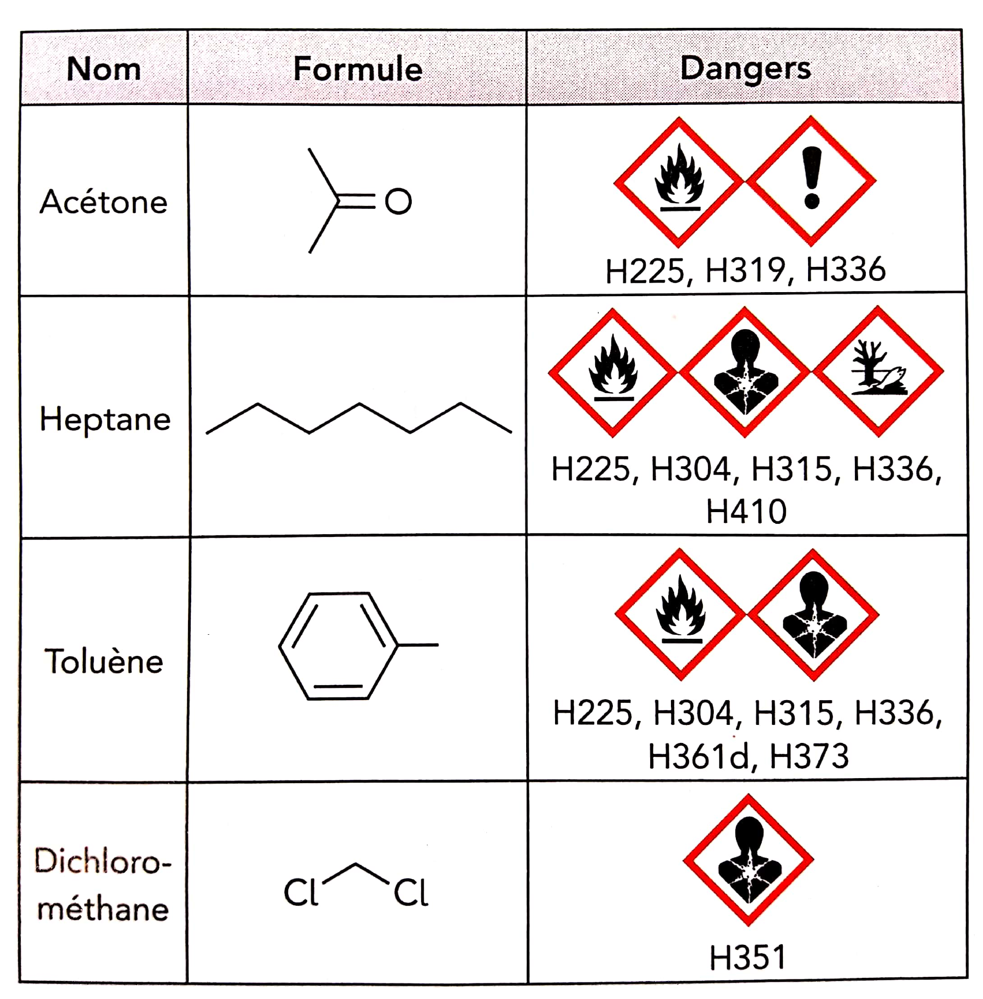 Nom Formule Dangers
Acétone
O
H225, H319, H336
Heptane
H225, H304, H315, H336,
H410
Toluène
H225, H304, H315, H336,
H361d, H373
Dichloro-
méthane
Cl Cl
H351